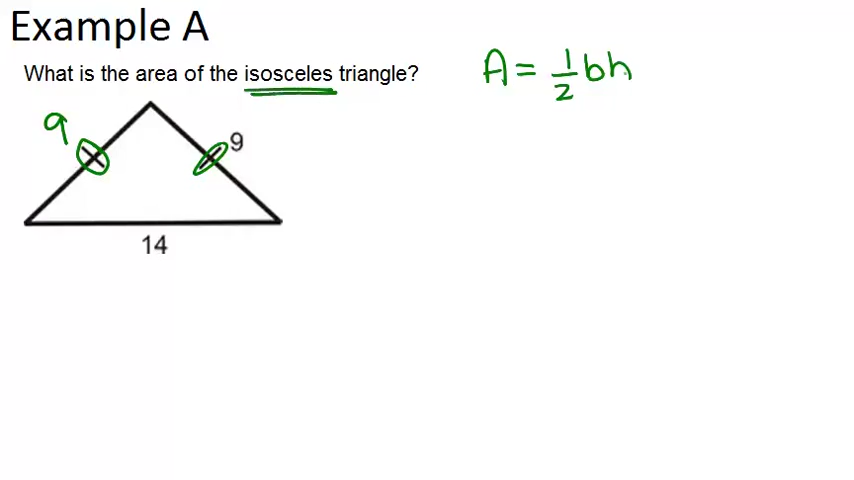 Example A
What is the area of the isosceles triangle?
A = 1/2 bh
9
9
14